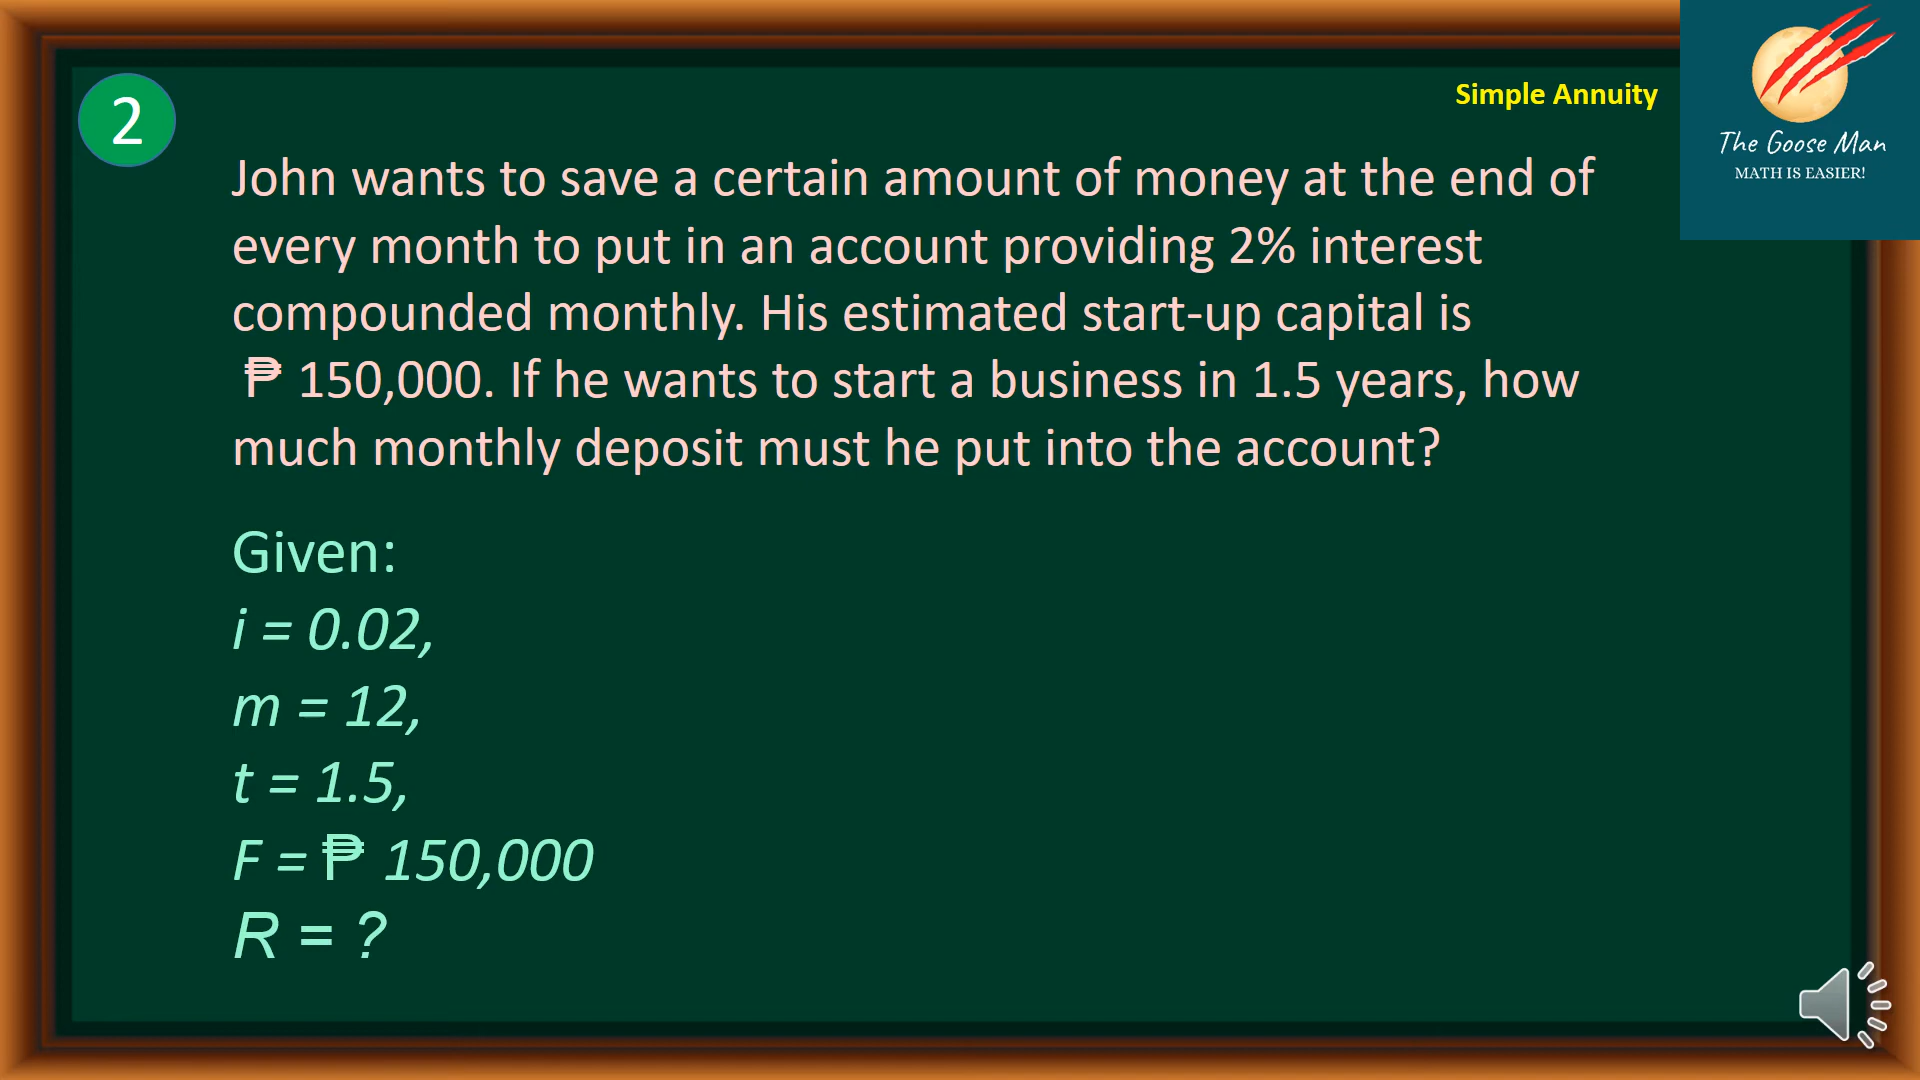 2
Simple Annuity
The Goose Man
MATH IS EASIER!
John wants to save a certain amount of money at the end of
every month to put in an account providing 2% interest
compounded monthly. His estimated start-up capital is
₱ 150,000. If he wants to start a business in 1.5 years, how
much monthly deposit must he put into the account?
Given:
i = 0.02,
m = 12,
t = 1.5,
F = ₱ 150,000
R = ?